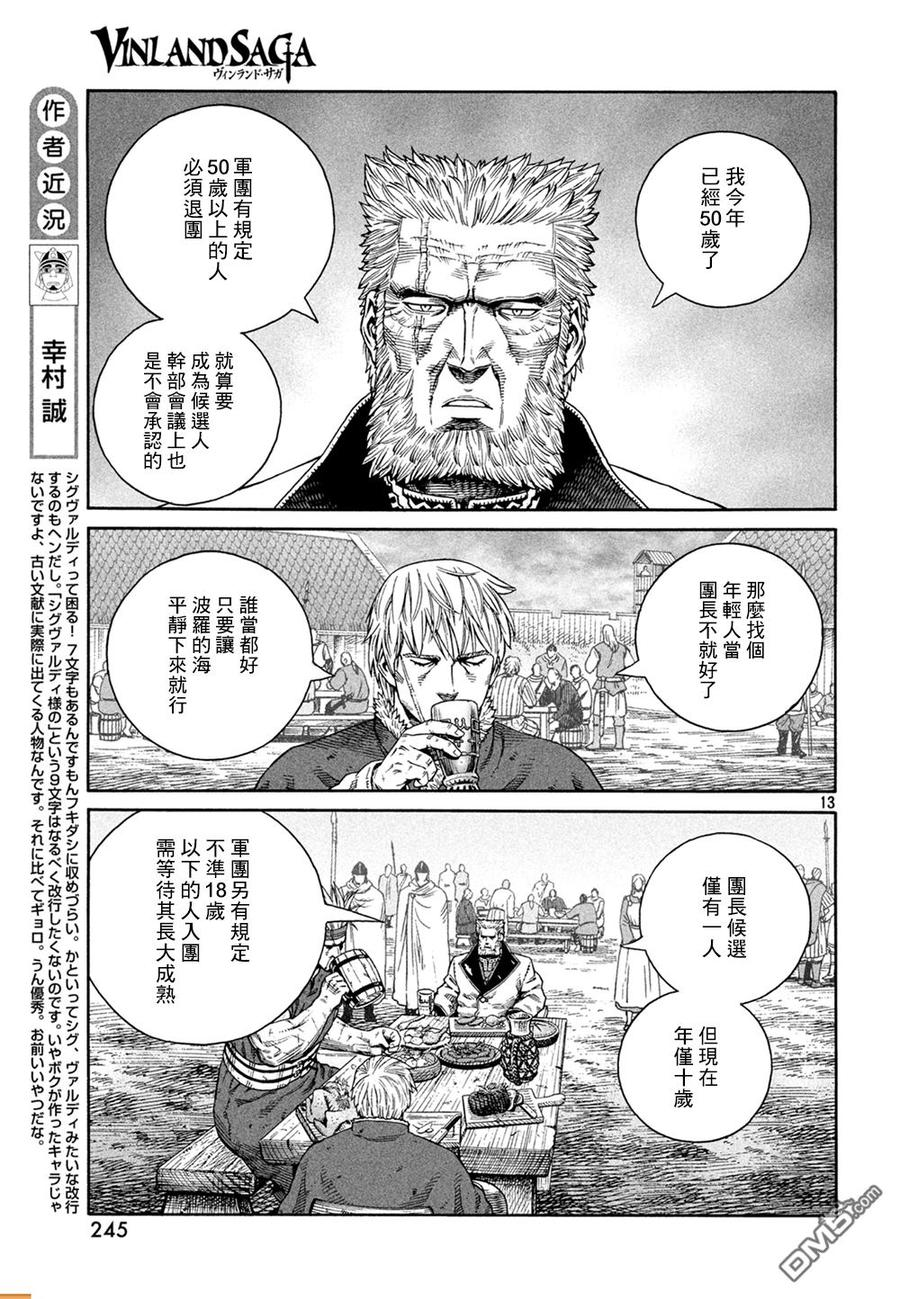 VINLAND SAGA
ヴィンランド・サガ
我今年
已經50歲了
軍團有規定
50歲以上的人
必須退團
就算要
成為候選人
幹部會議上也
是不會承認的
那麼找個
年輕人當
團長不就好了
誰當都好
只要讓
波羅的海
平靜下來就行
13
團長候選
僅有一人
但現在
年僅十歲
軍團另有規定
不準18歲
以下的人入團
需等待其長大成熟
作者近況
幸村誠
シグヴァルディって困る！7文字もあるんですもんフキダシに収めづらい。かといってシグ、ヴァルディみたいな改行
するのもヘンだし。「シグヴァルディ様の」という9文字はなるべく改行したくないのです。いやボクが作ったキャラじゃ
ないですよ、古い文献に実際に出てくる人物なんです。それに比べてギョロ。うん優秀。お前いいやつだな。
245
DM5.com